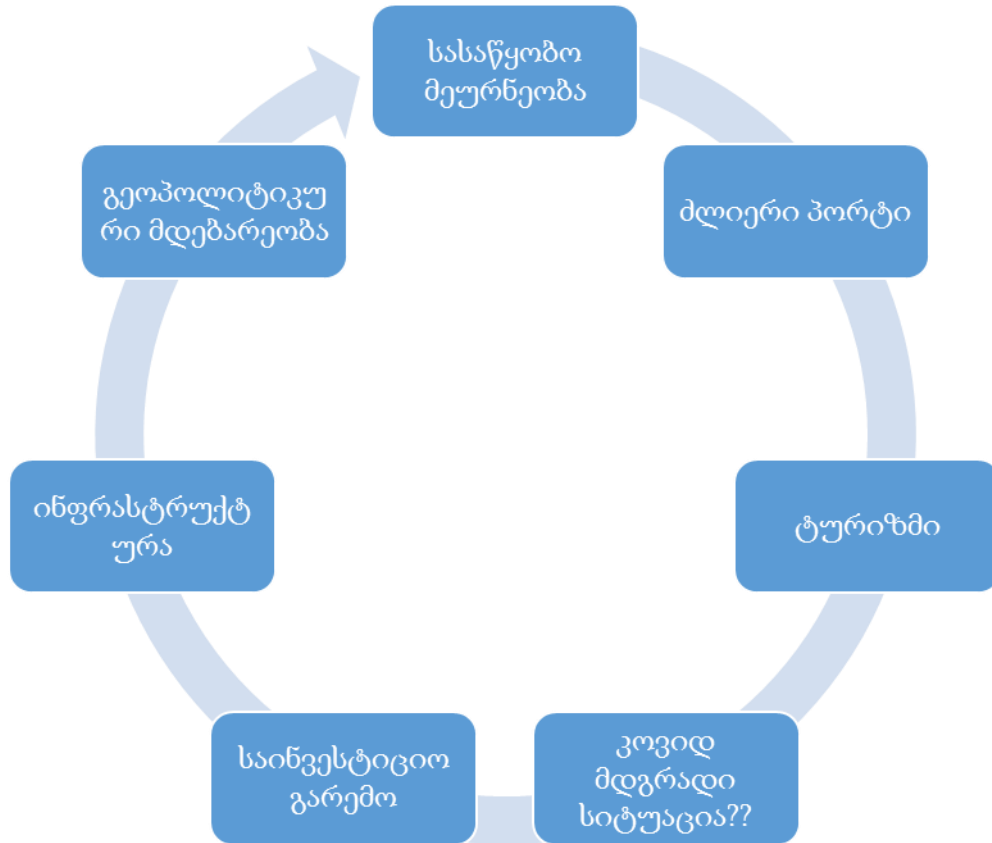 სასაწყობო
მეურნეობა
ძლიერი პორტი
ტურიზმი
კოვიდ
მდგრადი
სიტუაცია??
საინვესტიციო
გარემო
ინფრასტრუქტ
ურა
გეოპოლიტიკუ
რი მდებარეობა